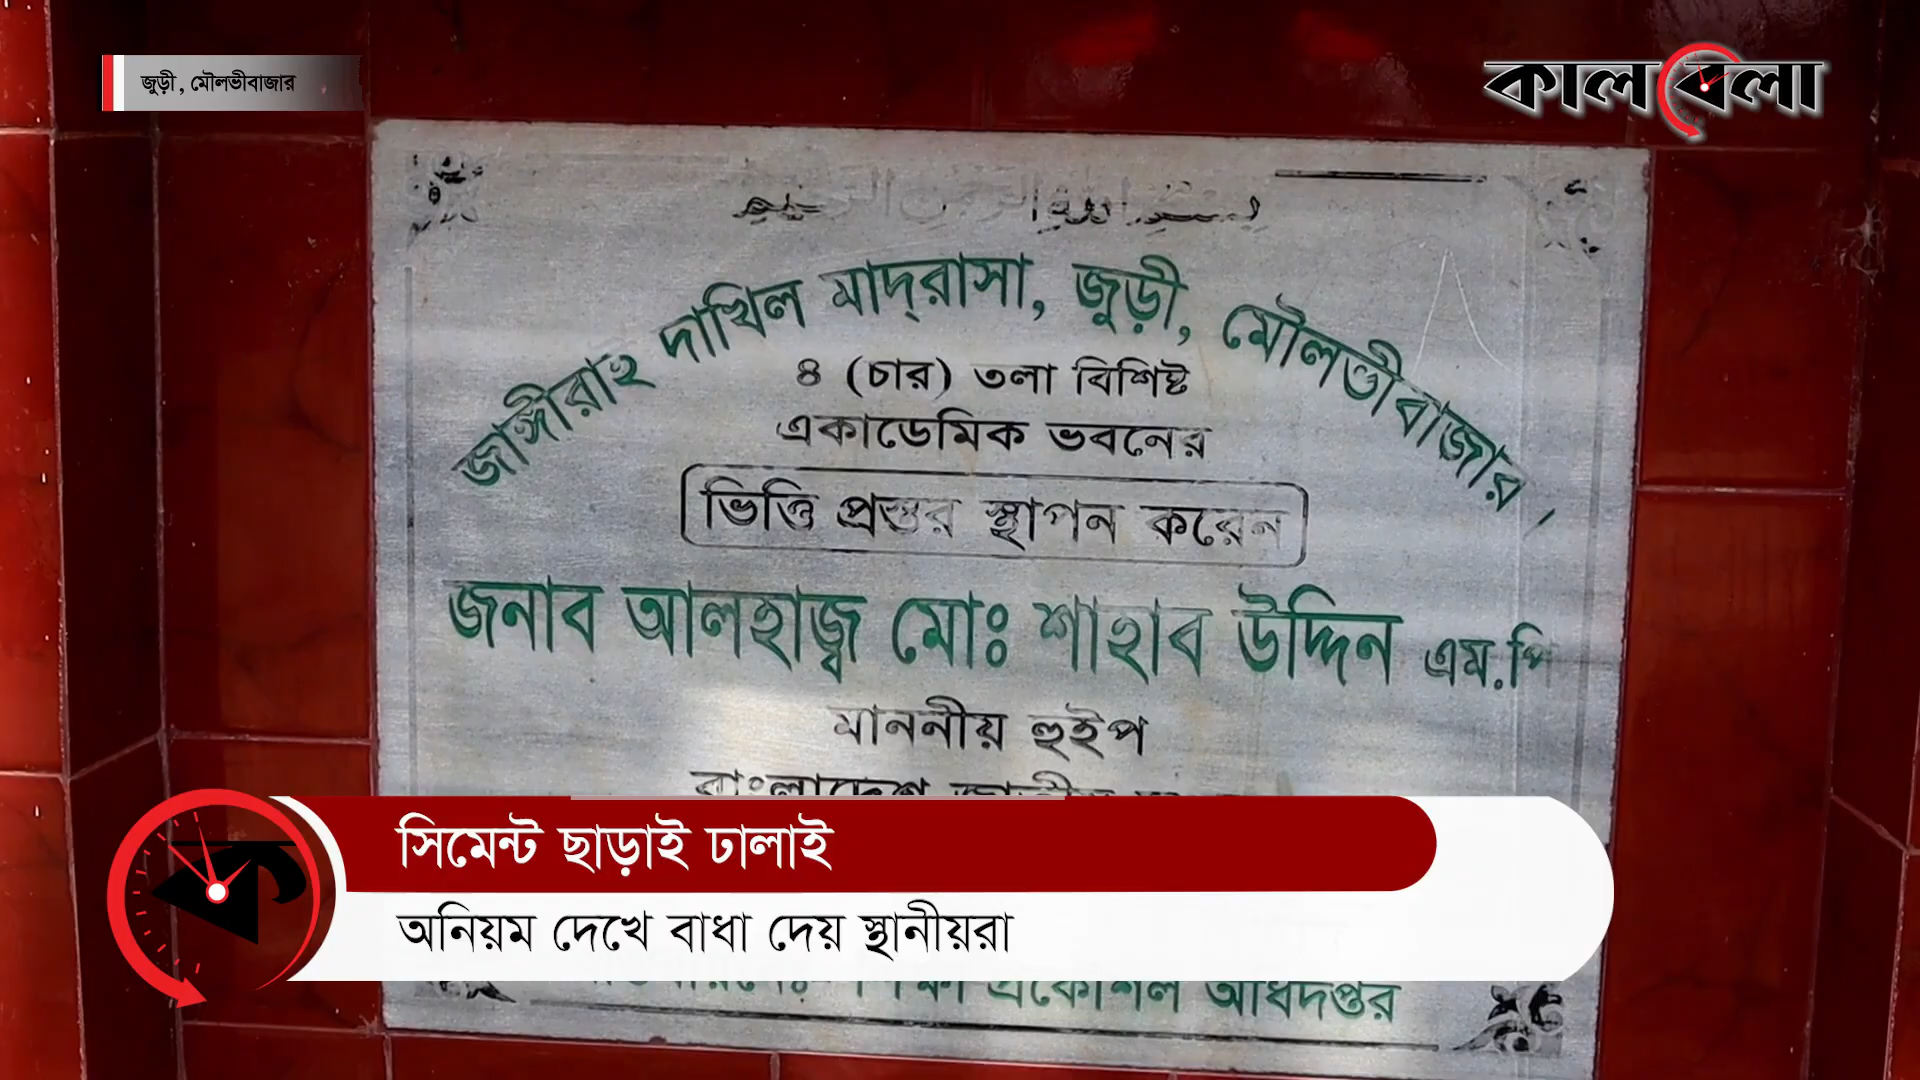 জুড়ী, মৌলভীবাজার
কালবেলা
জাঙ্গীরাই দাখিল মাদ্‌রাসা, জুড়ী, মৌলভীবাজার।
৪ (চার) তলা বিশিষ্ট
একাডেমিক ভবনের
ভিত্তি প্রস্তর স্থাপন করেন
জনাব আলহাজ্ব মোঃ শাহাব উদ্দিন এম.পি
মাননীয় হুইপ
বাংলাদেশ জাতীয়
সিমেন্ট ছাড়াই ঢালাই
অনিয়ম দেখে বাধা দেয় স্থানীয়রা
শিক্ষা প্রকৌশল অধিদপ্তর